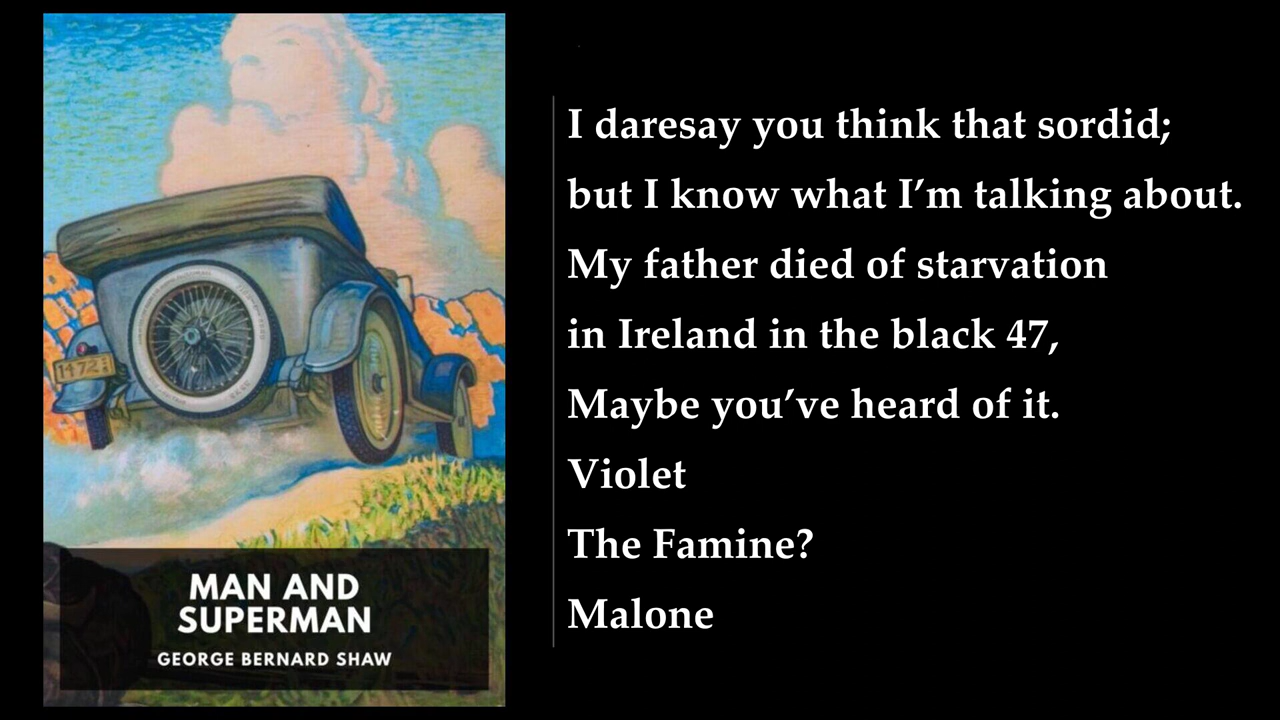 I daresay you think that sordid;
but I know what I’m talking about.
My father died of starvation
in Ireland in the black 47,
Maybe you’ve heard of it.
Violet
The Famine?
Malone
1472
MAN AND
SUPERMAN
GEORGE BERNARD SHAW